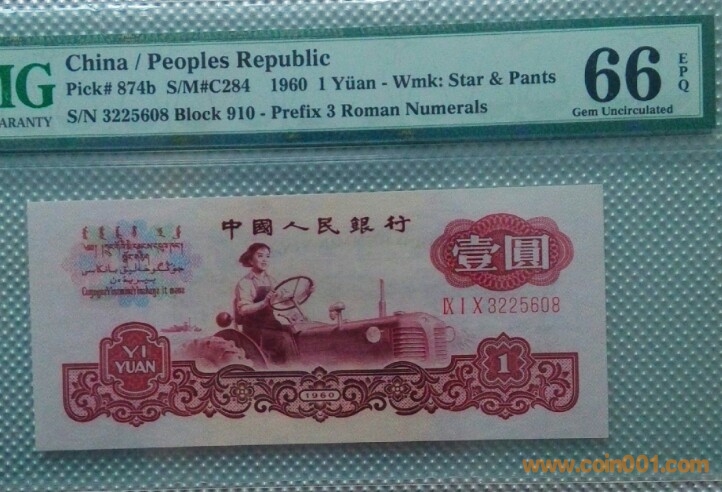 MG
ARANTY
China / Peoples Republic
Pick# 874b S/M#C284 1960 1 Yüan - Wmk: Star & Pants
S/N 3225608 Block 910 - Prefix 3 Roman Numerals
66
EPQ
Gem Uncirculated
中國人民銀行
壹圓
IX I X 3225608
YI
YUAN
1
1960
www.coin001.com